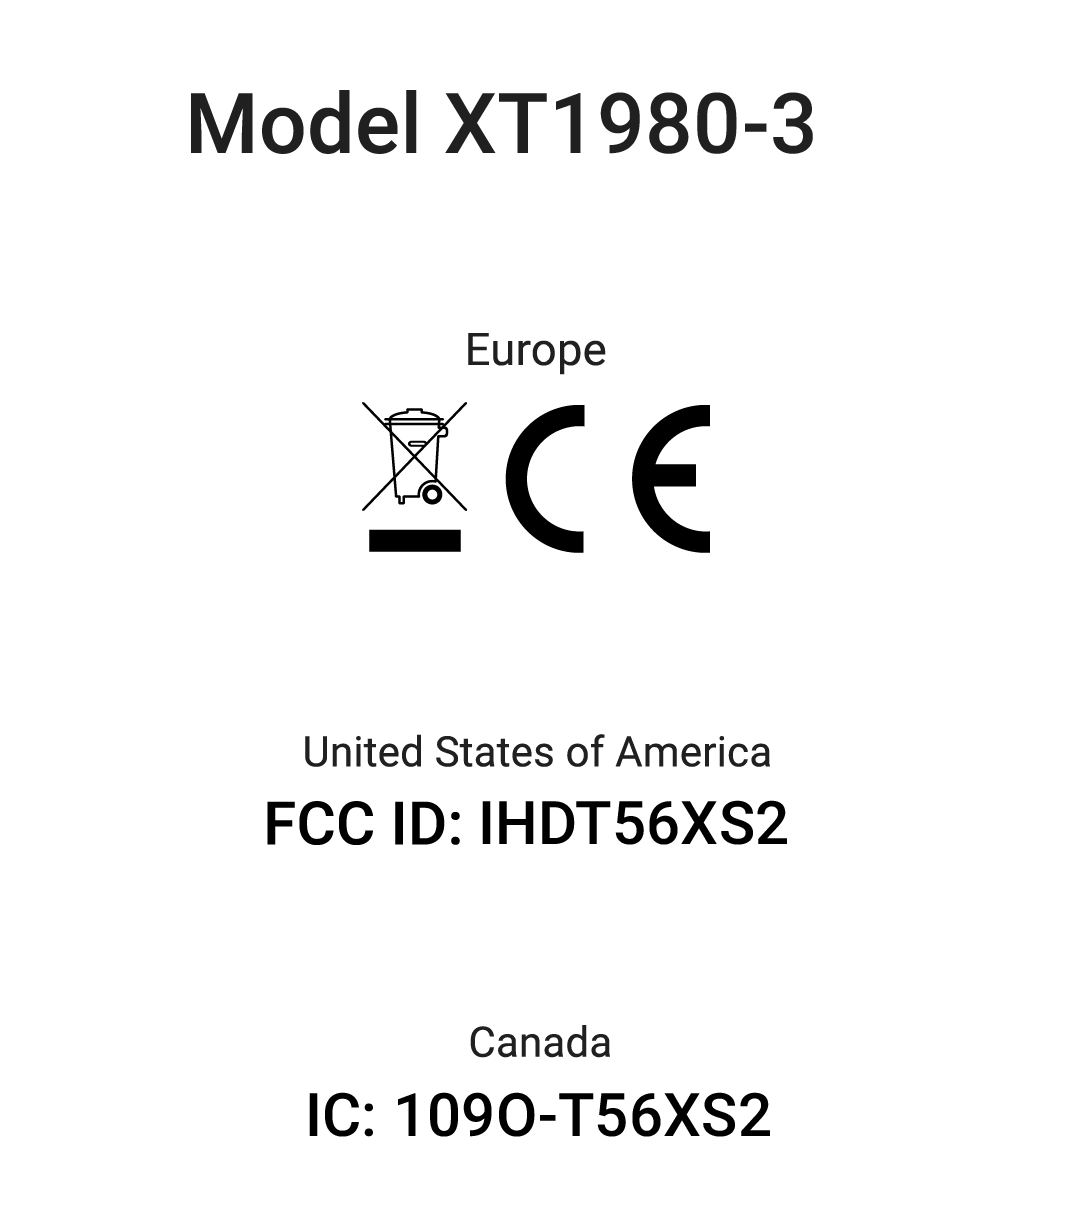 Model XT1980-3
Europe
CE
United States of America
FCC ID: IHDT56XS2
Canada
IC: 109O-T56XS2